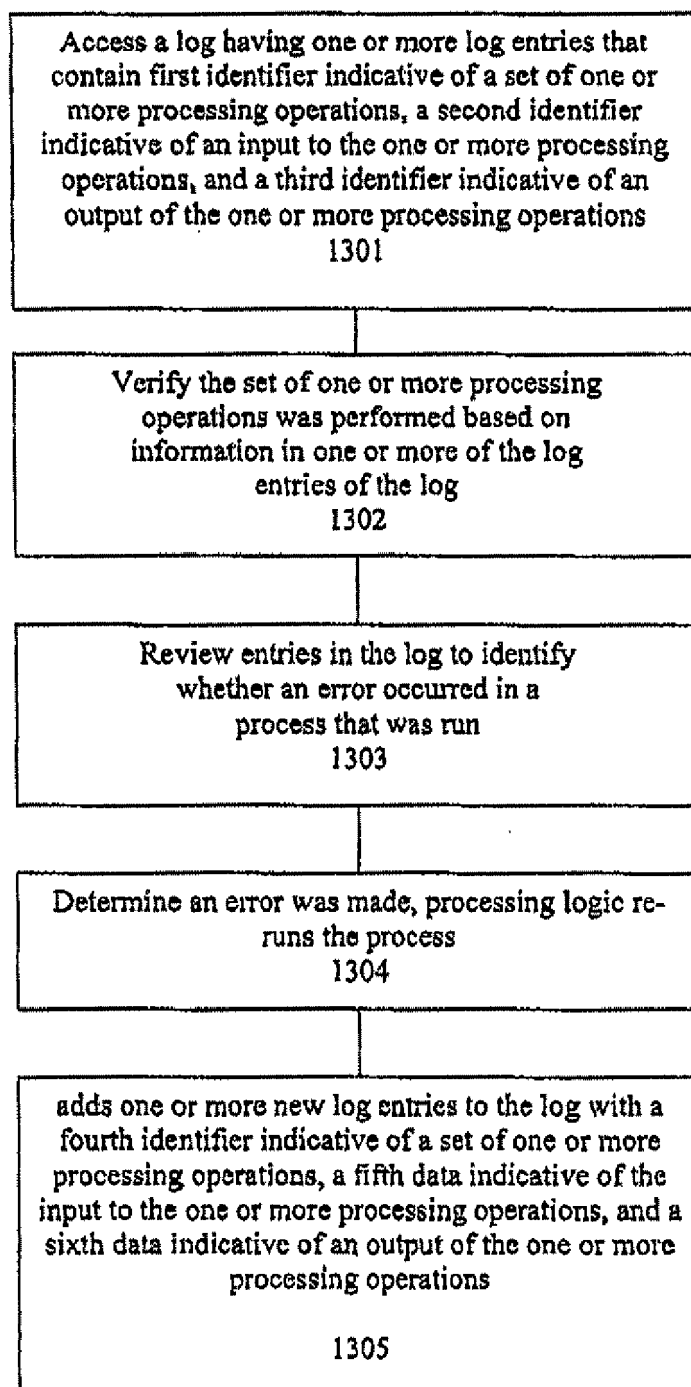 Access a log having one or more log entries that
contain first identifier indicative of a set of one or
more processing operations, a second identifier
indicative of an input to the one or more processing
operations, and a third identifier indicative of an
output of the one or more processing operations
1301
Verify the set of one or more processing
operations was performed based on
information in one or more of the log
entries of the log
1302
Review entries in the log to identify
whether an error occurred in a
process that was run
1303
Determine an error was made, processing logic re-
runs the process
1304
adds one or more new log entries to the log with a
fourth identifier indicative of a set of one or more
processing operations, a fifth data indicative of the
input to the one or more processing operations, and a
sixth data indicative of an output of the one or more
processing operations
1305